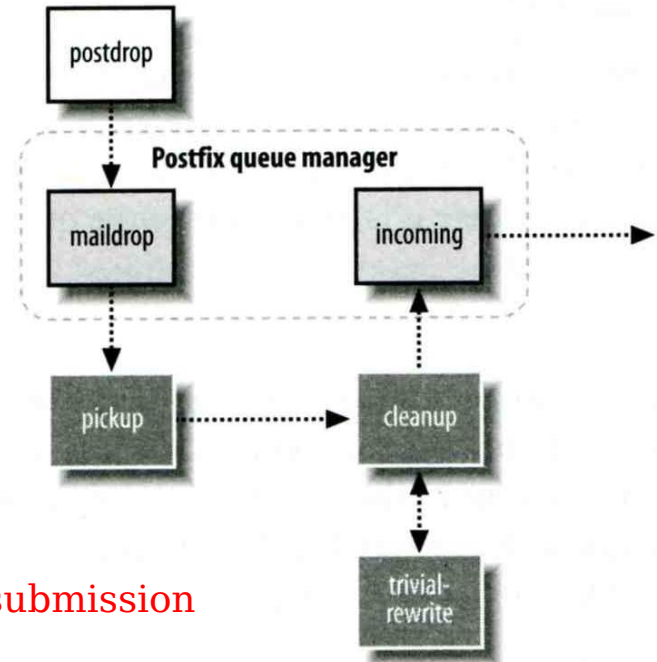 postdrop
Postfix queue manager
maildrop
incoming
pickup
cleanup
submission
trivial-
rewrite